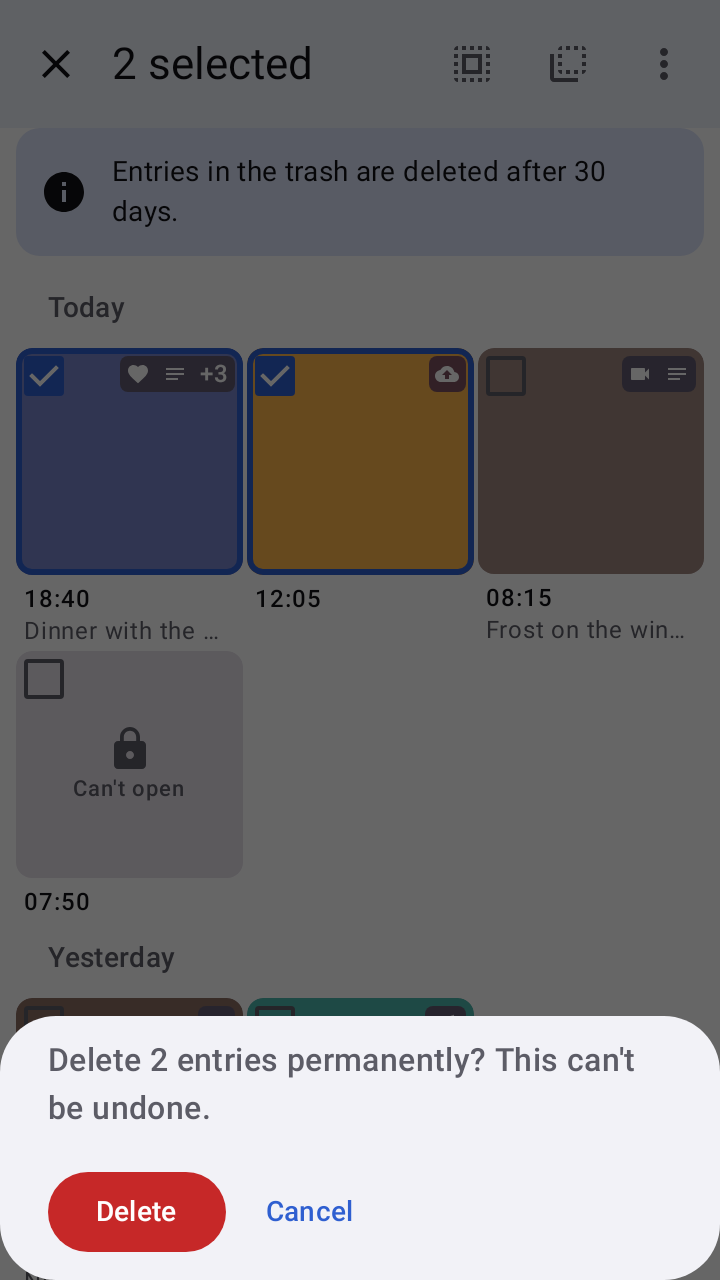 2 selected
Entries in the trash are deleted after 30
days.
Today
+3
18:40
Dinner with the …
12:05
08:15
Frost on the win…
Can't open
07:50
Yesterday
Delete 2 entries permanently? This can't
be undone.
Delete
Cancel